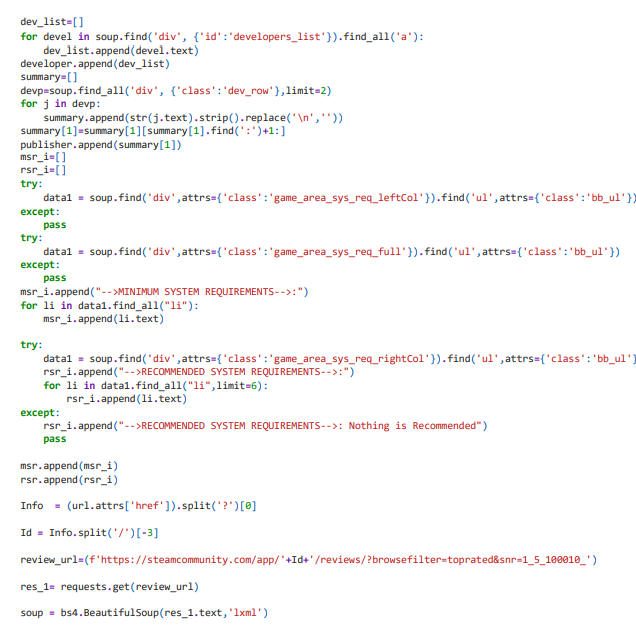 dev_list=[]
for devel in soup.find('div', {'id':'developers_list'}).find_all('a'):
    dev_list.append(devel.text)
developer.append(dev_list)
summary=[]
devp=soup.find_all('div', {'class':'dev_row'},limit=2)
for j in devp:
    summary.append(str(j.text).strip().replace('\n',''))
summary[1]=summary[1][summary[1].find(':')+1:]
publisher.append(summary[1])
msr_i=[]
rsr_i=[]
try:
    data1 = soup.find('div',attrs={'class':'game_area_sys_req_leftCol'}).find('ul',attrs={'class':'bb_ul'})
except:
    pass
try:
    data1 = soup.find('div',attrs={'class':'game_area_sys_req_full'}).find('ul',attrs={'class':'bb_ul'})
except:
    pass
msr_i.append("-->MINIMUM SYSTEM REQUIREMENTS-->:")
for li in data1.find_all("li"):
    msr_i.append(li.text)

try:
    data1 = soup.find('div',attrs={'class':'game_area_sys_req_rightCol'}).find('ul',attrs={'class':'bb_ul'}
    rsr_i.append("-->RECOMMENDED SYSTEM REQUIREMENTS-->:")
    for li in data1.find_all("li",limit=6):
        rsr_i.append(li.text)
except:
    rsr_i.append("-->RECOMMENDED SYSTEM REQUIREMENTS-->: Nothing is Recommended")
    pass

msr.append(msr_i)
rsr.append(rsr_i)

Info  = (url.attrs['href']).split('?')[0]

Id = Info.split('/')[-3]

review_url=(f'https://steamcommunity.com/app/'+Id+'/reviews/?browsefilter=toprated&snr=1_5_100010_')

res_1= requests.get(review_url)

soup = bs4.BeautifulSoup(res_1.text,'lxml')